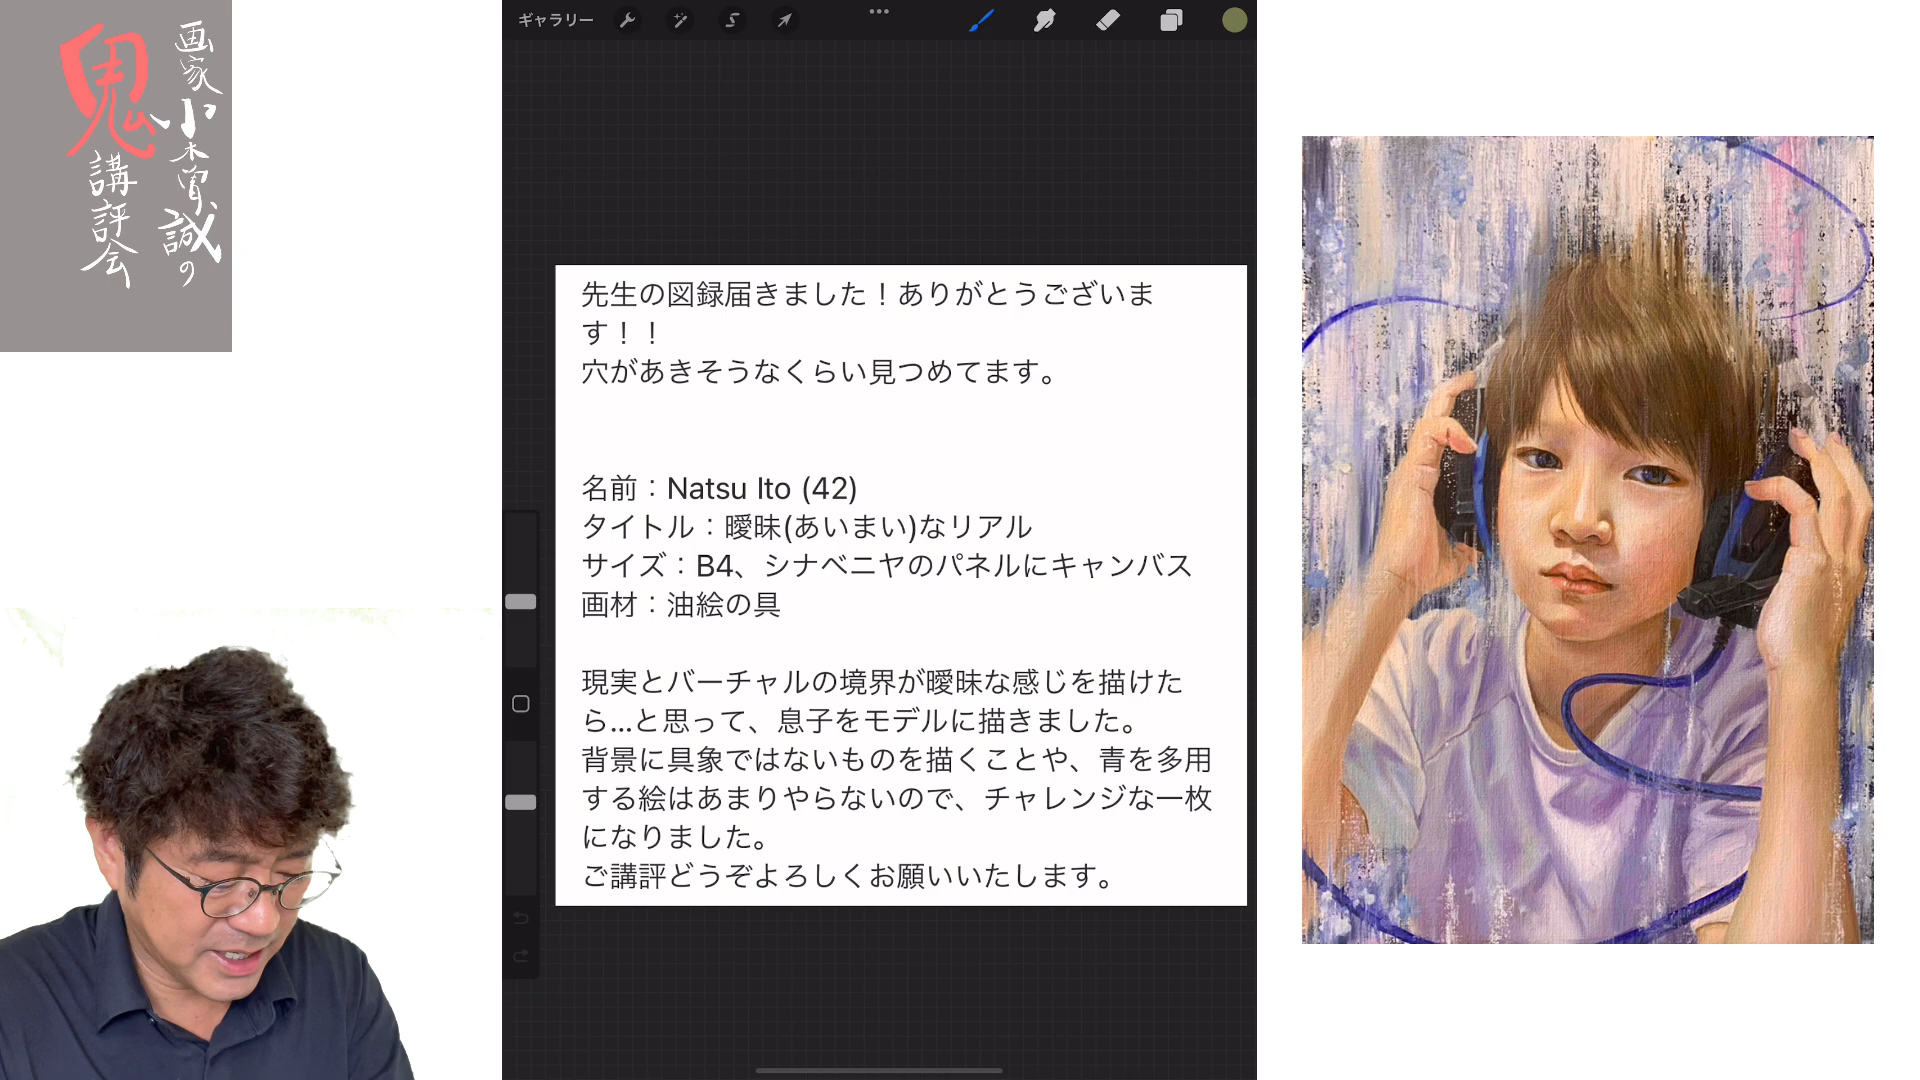 画家小木曽誠の
鬼
講評会
ギャラリー
先生の図録届きました！ありがとうございま
す！！
穴があきそうなくらい見つめてます。
名前：Natsu Ito (42)
タイトル：曖昧(あいまい)なリアル
サイズ：B4、シナベニヤのパネルにキャンバス
画材：油絵の具
現実とバーチャルの境界が曖昧な感じを描けた
ら...と思って、息子をモデルに描きました。
背景に具象ではないものを描くことや、青を多用
する絵はあまりやらないので、チャレンジな一枚
になりました。
ご講評どうぞよろしくお願いいたします。